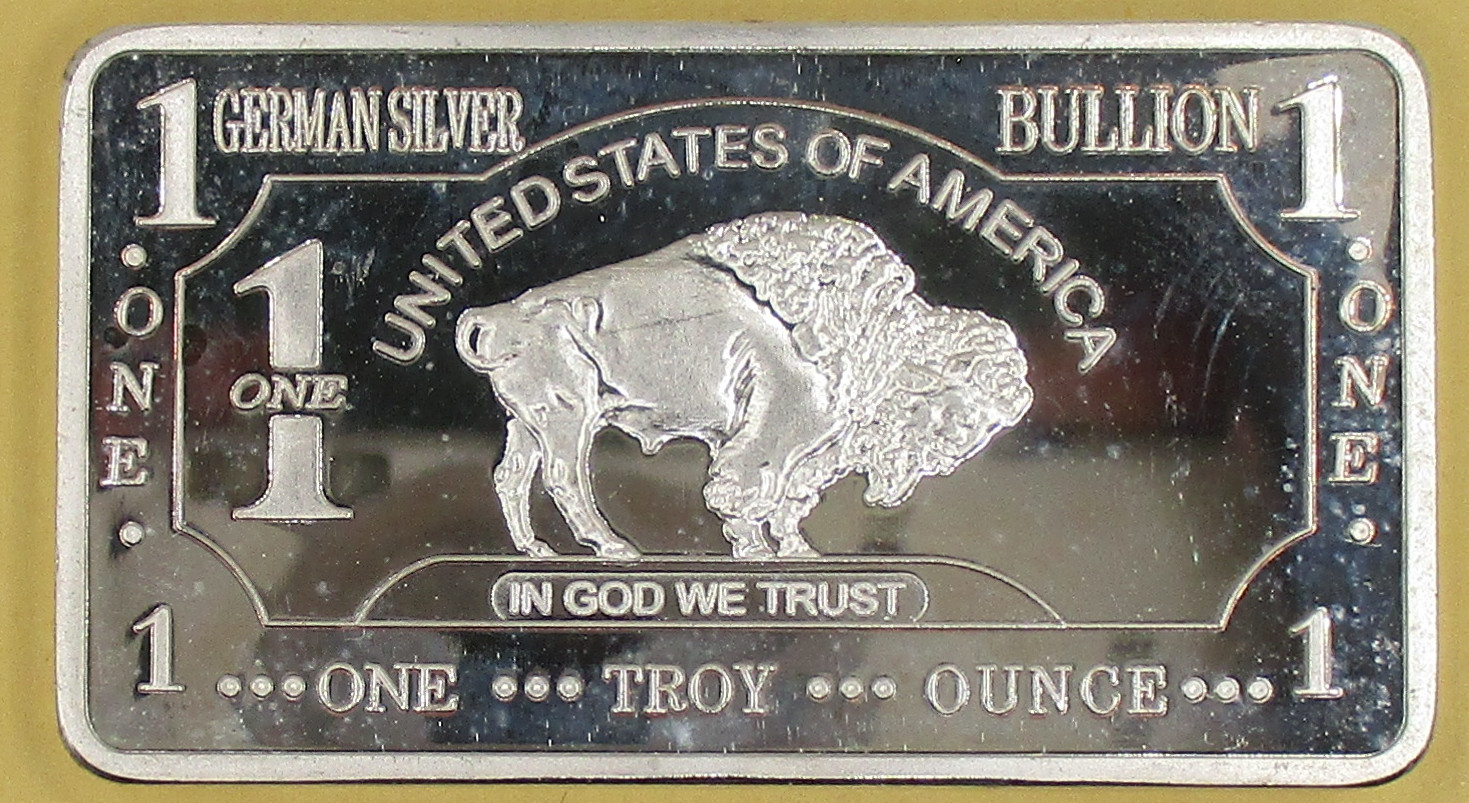 1 GERMAN SILVER BULLION 1
UNITED STATES OF AMERICA
1
ONE
· ONE ·
· ONE ·
IN GOD WE TRUST
1 ••• ONE ••• TROY ••• OUNCE ••• 1